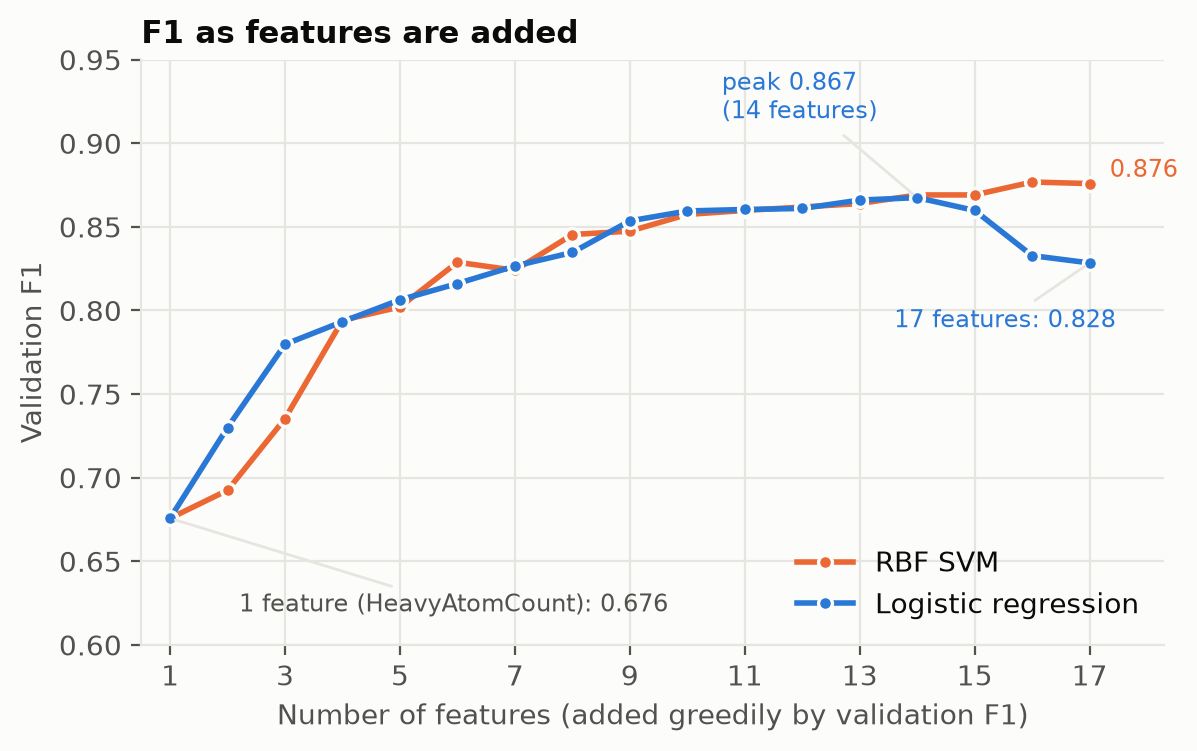 F1 as features are added
0.95
0.90
0.85
0.80
0.75
0.70
0.65
0.60
Validation F1
peak 0.867
(14 features)
0.876
17 features: 0.828
1 feature (HeavyAtomCount): 0.676
RBF SVM
Logistic regression
1 3 5 7 9 11 13 15 17
Number of features (added greedily by validation F1)